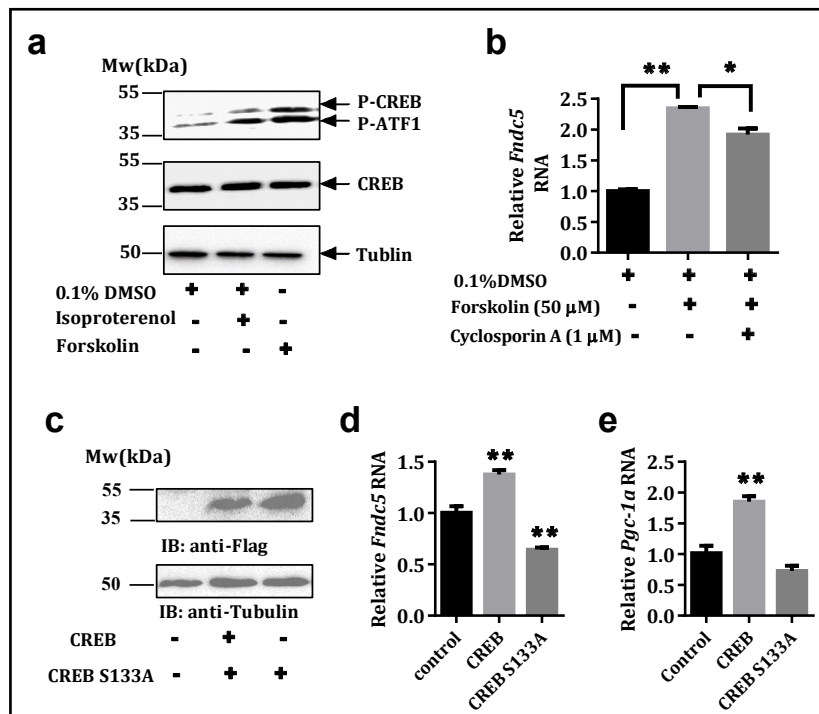 a
Mw(kDa)
55
35
P-CREB
P-ATF1
55
35
CREB
50
Tublin
0.1% DMSO + + -
Isoproterenol - + -
Forskolin - - +
b
** *
Relative Fndc5
RNA
2.5
2.0
1.5
1.0
0.5
0.0
0.1%DMSO + + +
Forskolin (50 μM) - + +
Cyclosporin A (1 μM) - - +
c
Mw(kDa)
55
35
IB: anti-Flag
50
IB: anti-Tubulin
CREB - + -
CREB S133A - + +
d
Relative Fndc5 RNA
1.5
1.0
0.5
0.0
**
**
control
CREB
CREB S133A
e
Relative Pgc-1a RNA
2.5
2.0
1.5
1.0
0.5
0.0
**
Control
CREB
CREB S133A